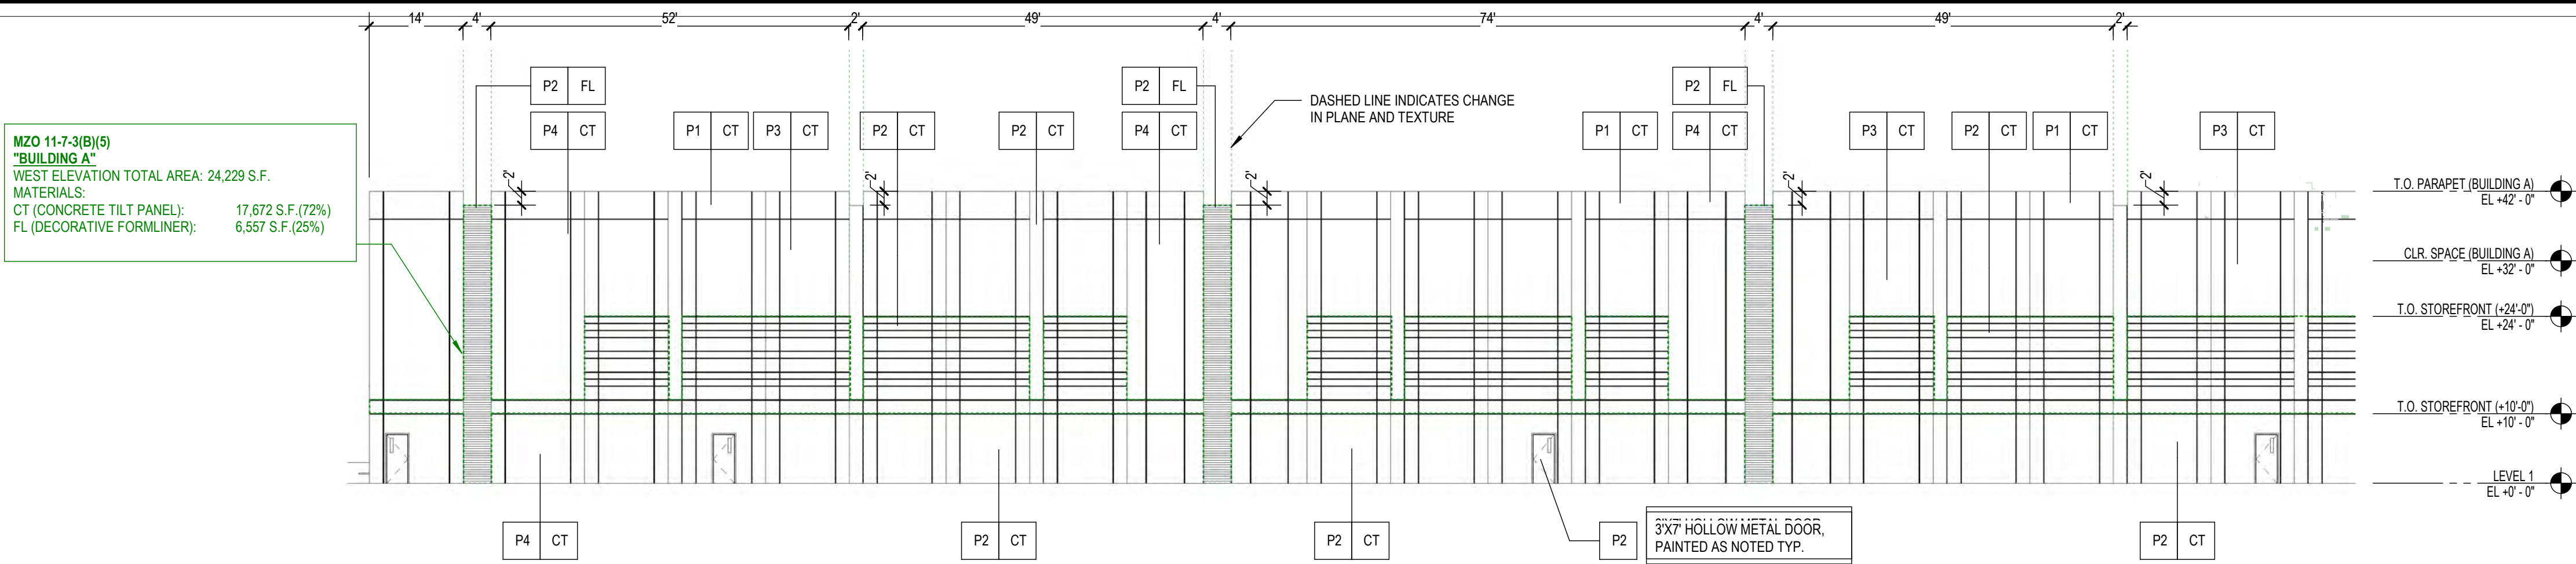 14' 4' 52' 2' 49' 4' 74' 4' 49' 2'
P2 FL
P2 FL
P2 FL
DASHED LINE INDICATES CHANGE
IN PLANE AND TEXTURE
P4 CT
P1 CT
P3 CT
P2 CT
P2 CT
P4 CT
P1 CT
P4 CT
P3 CT
P2 CT
P1 CT
P3 CT
MZO 11-7-3(B)(5)
"BUILDING A"
WEST ELEVATION TOTAL AREA: 24,229 S.F.
MATERIALS:
CT (CONCRETE TILT PANEL): 17,672 S.F.(72%)
FL (DECORATIVE FORMLINER): 6,557 S.F.(25%)
2' 2' 2' 2' 2'
T.O. PARAPET (BUILDING A)
EL +42' - 0"
CLR. SPACE (BUILDING A)
EL +32' - 0"
T.O. STOREFRONT (+24'-0")
EL +24' - 0"
T.O. STOREFRONT (+10'-0")
EL +10' - 0"
LEVEL 1
EL +0' - 0"
P4 CT
P2 CT
P2 CT
P2
3'X7' HOLLOW METAL DOOR,
PAINTED AS NOTED TYP.
P2 CT